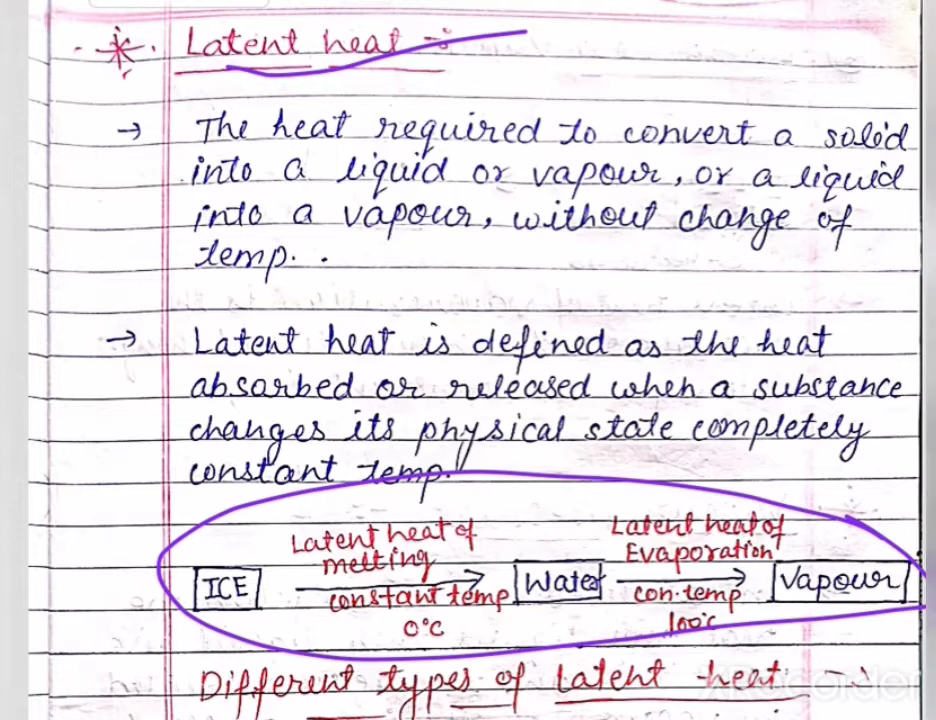 Latent heat :-
→ The heat required to convert a solid
into a liquid or vapour, or a liquid
into a vapour, without change of
temp. .
→ Latent heat is defined as the heat
absorbed or released when a substance
changes its physical state completely
constant temp.
Latent heat of melting
Latent heat of Evaporation
ICE → Water → Vapour
constant temp 0°C
con. temp 100°C
Different types of Latent heat :-
XRecorder